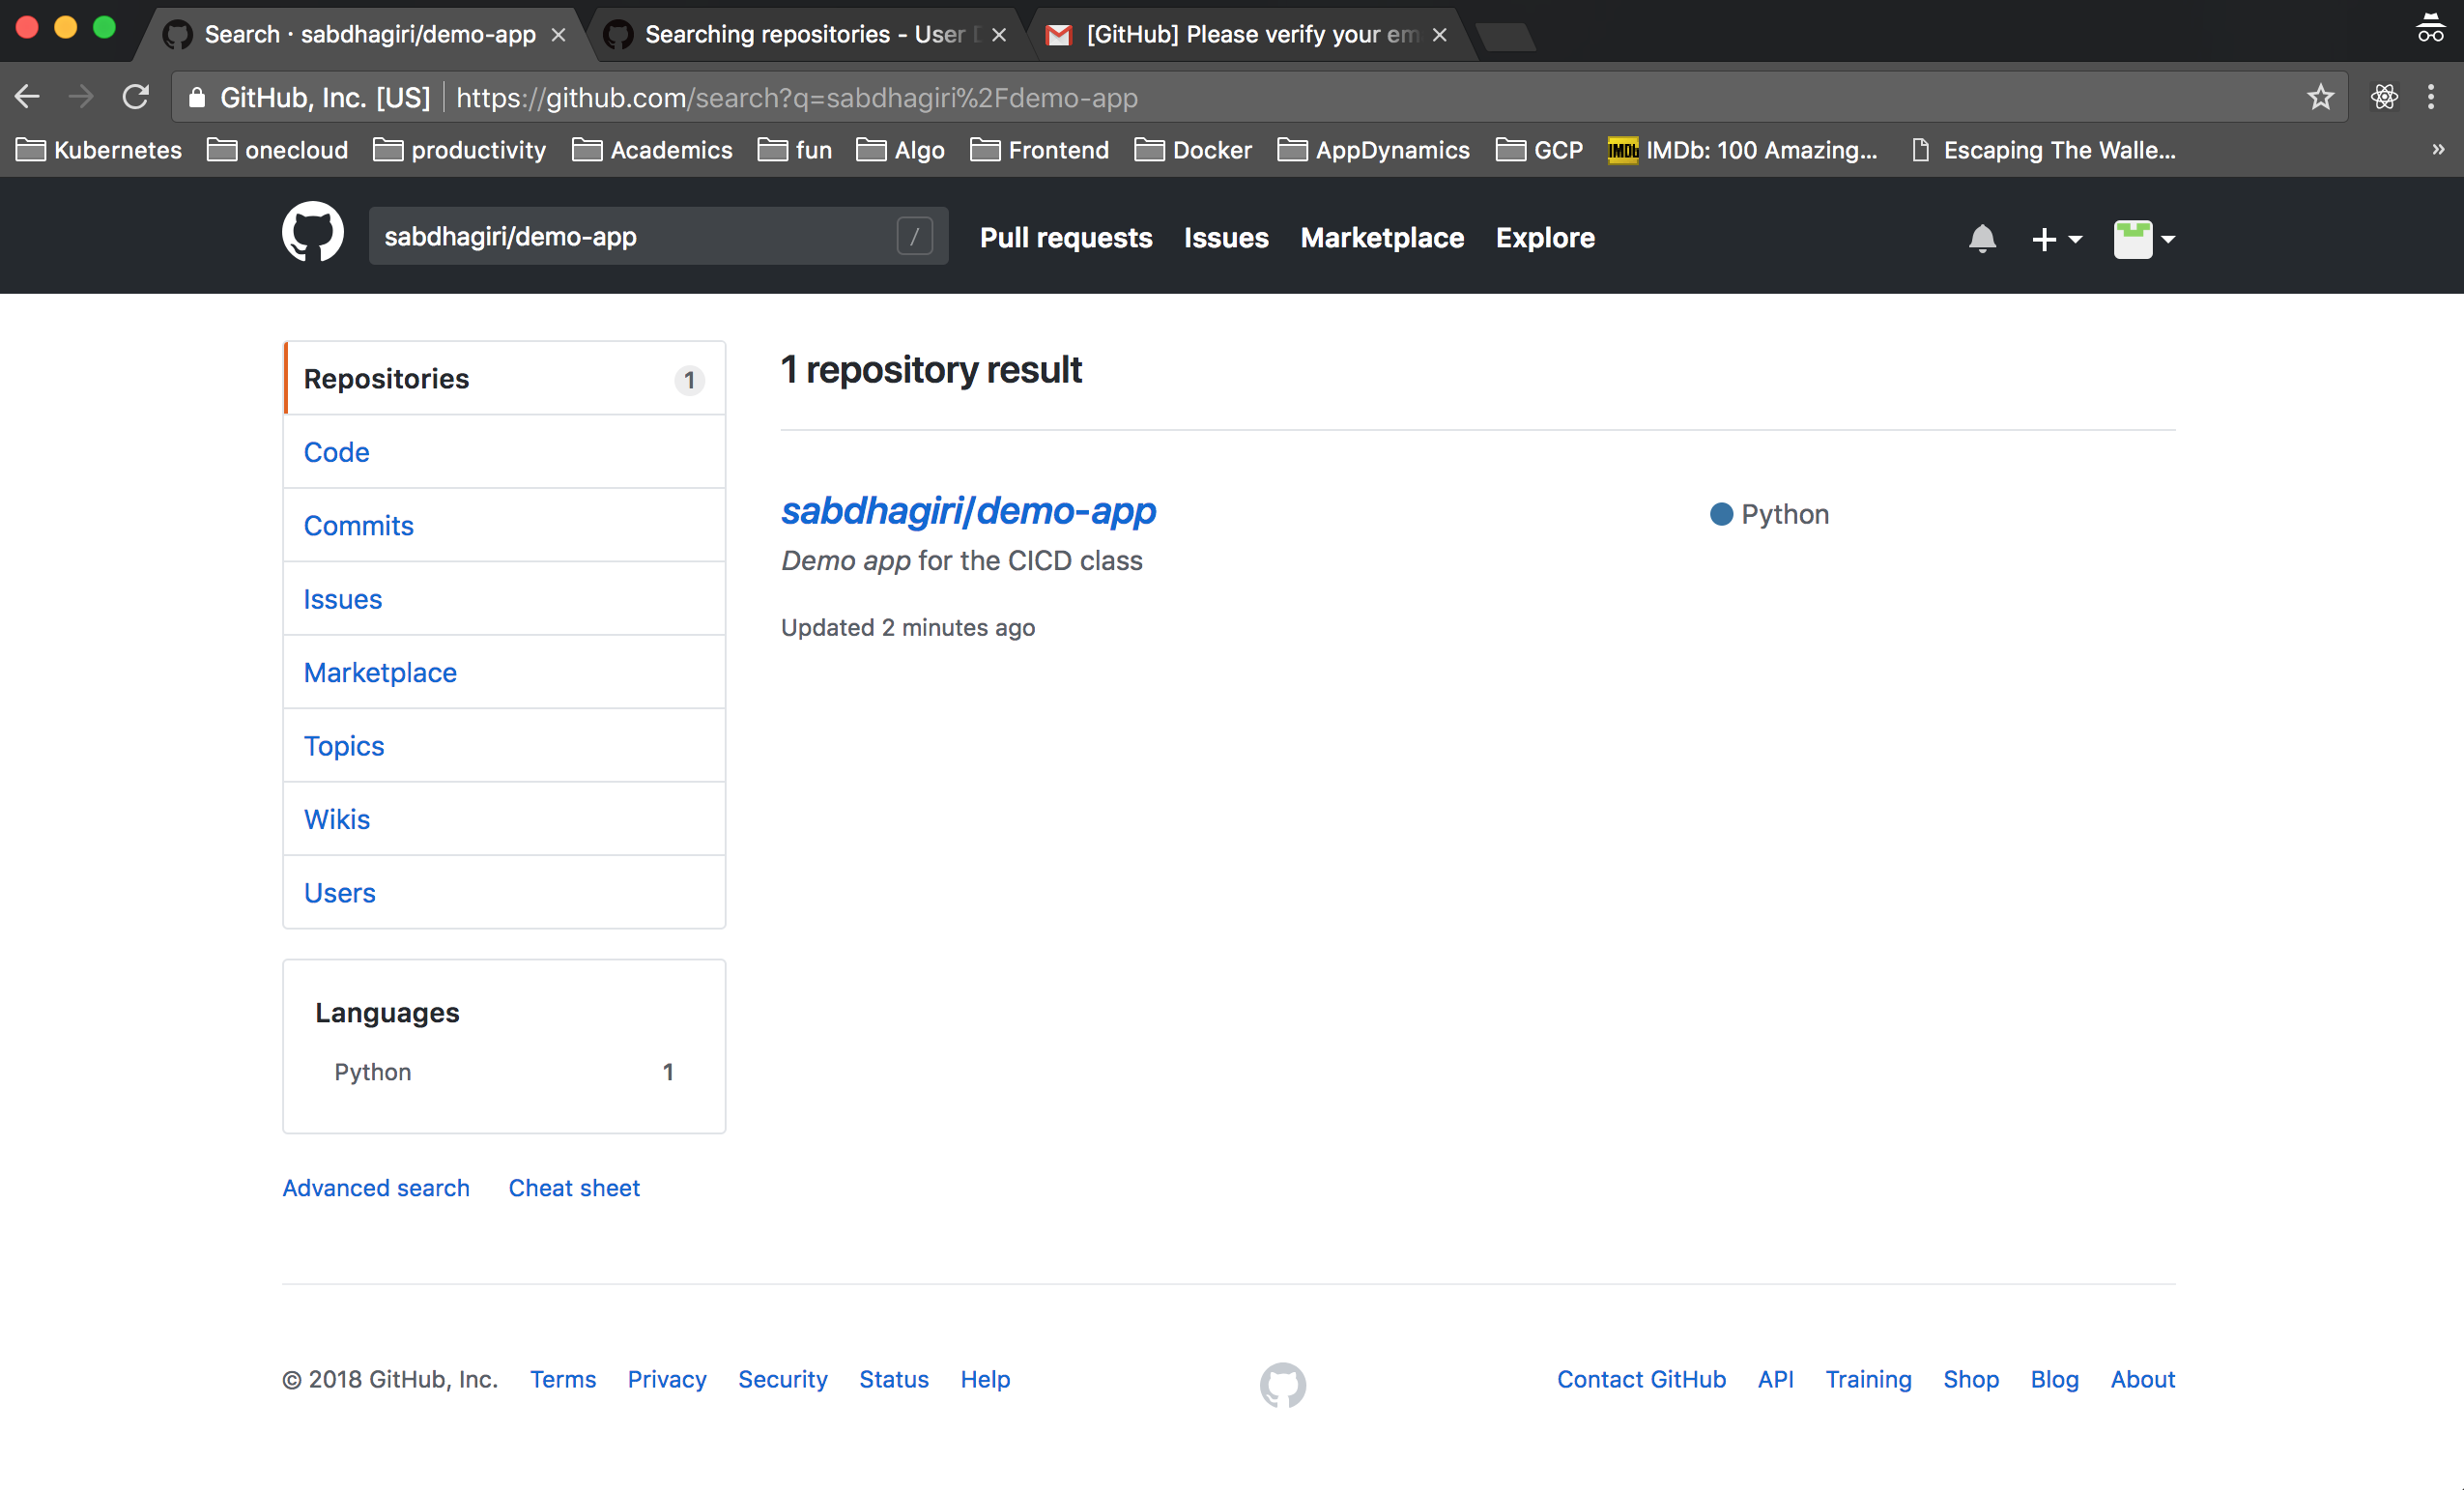 Search · sabdhagiri/demo-app
Searching repositories - User
[GitHub] Please verify your em
GitHub, Inc. [US] https://github.com/search?q=sabdhagiri%2Fdemo-app
Kubernetes onecloud productivity Academics fun Algo Frontend Docker AppDynamics GCP IMDb IMDb: 100 Amazing... Escaping The Walle... »
sabdhagiri/demo-app / Pull requests Issues Marketplace Explore
Repositories 1
Code
Commits
Issues
Marketplace
Topics
Wikis
Users
Languages
Python 1
Advanced search Cheat sheet
1 repository result
sabdhagiri/demo-app Python
Demo app for the CICD class
Updated 2 minutes ago
© 2018 GitHub, Inc. Terms Privacy Security Status Help Contact GitHub API Training Shop Blog About